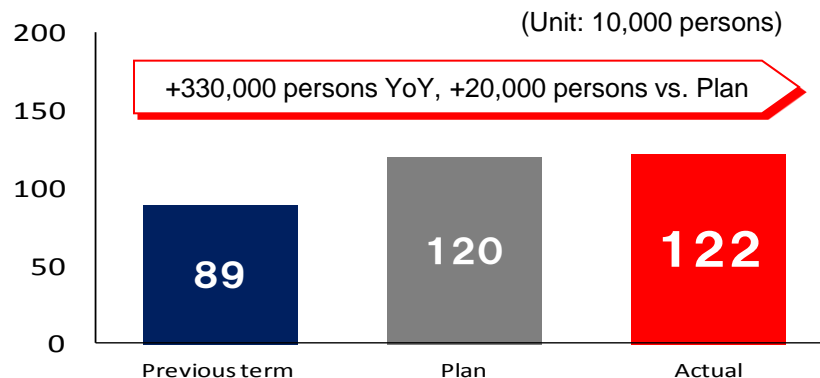 (Unit: 10,000 persons)
200
+330,000 persons YoY, +20,000 persons vs. Plan
150
100
50
0
89
120
122
Previous term
Plan
Actual